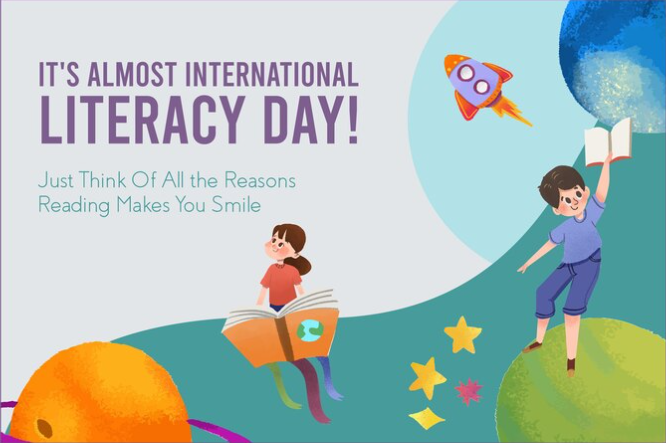 IT'S ALMOST INTERNATIONAL
LITERACY DAY!
Just Think Of All the Reasons
Reading Makes You Smile